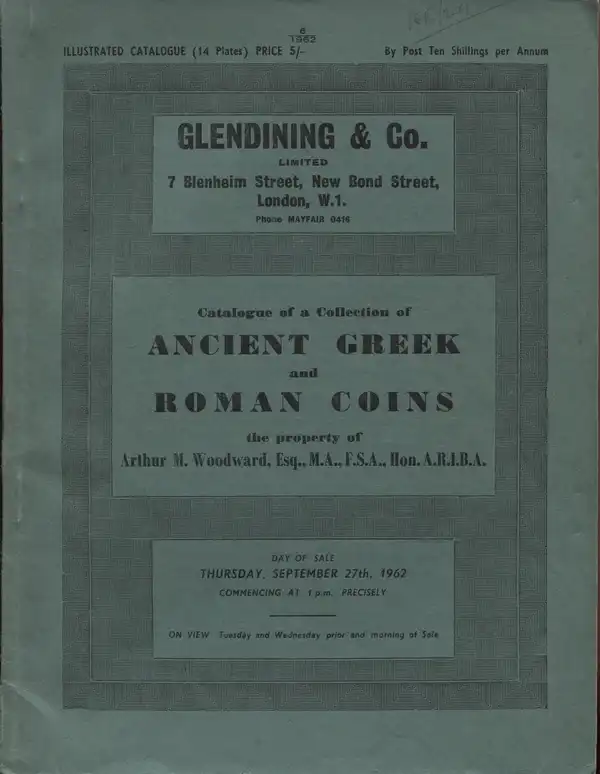 6
1962
ILLUSTRATED CATALOGUE (14 Plates) PRICE 5/-
By Post Ten Shillings per Annum
GLENDINING & Co.
LIMITED
7 Blenheim Street, New Bond Street,
London, W.1.
Phone MAYFAIR 0416
Catalogue of a Collection of
ANCIENT GREEK
and
ROMAN COINS
the property of
Arthur M. Woodward, Esq., M.A., F.S.A., Hon. A.R.I.B.A.
DAY OF SALE
THURSDAY, SEPTEMBER 27th, 1962
COMMENCING AT 1 p.m. PRECISELY
ON VIEW Tuesday and Wednesday prior and morning of Sale